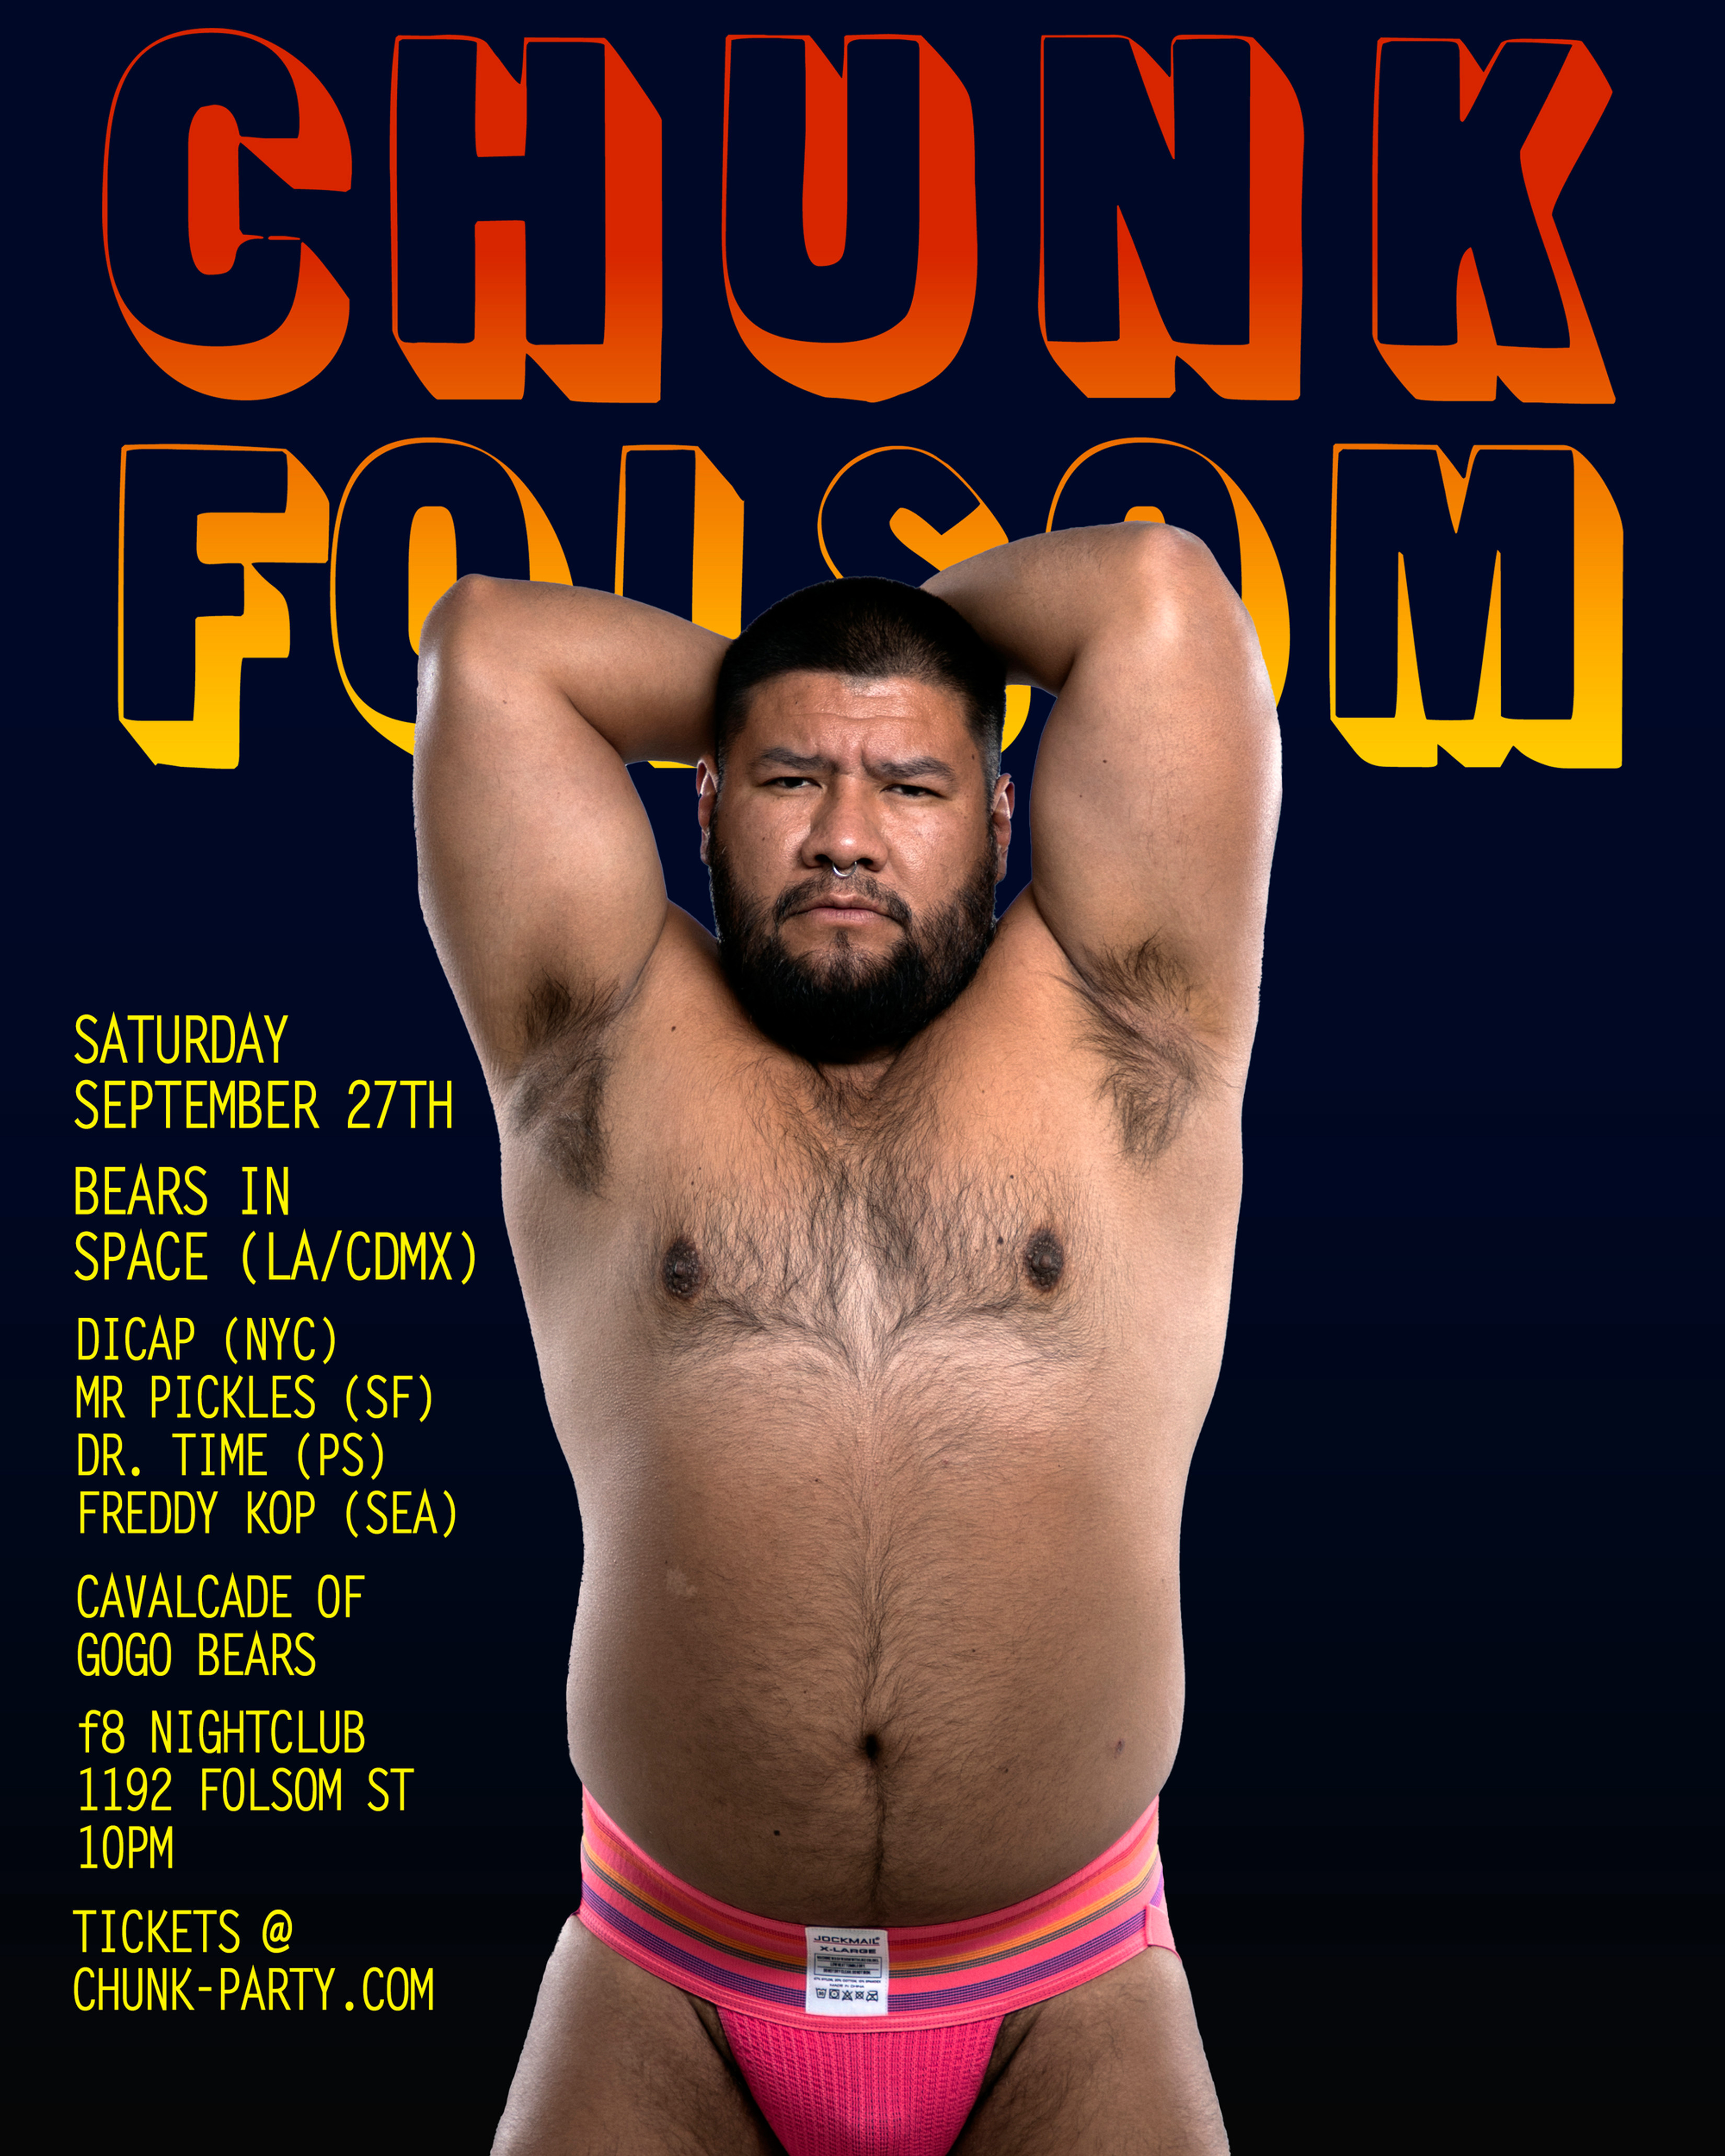 CHUNK
FOLSOM
SATURDAY
SEPTEMBER 27TH
BEARS IN
SPACE (LA/CDMX)
DICAP (NYC)
MR PICKLES (SF)
DR. TIME (PS)
FREDDY KOP (SEA)
CAVALCADE OF
GOGO BEARS
f8 NIGHTCLUB
1192 FOLSOM ST
10PM
TICKETS @
CHUNK-PARTY.COM
JOCKMAIL
X-LARGE